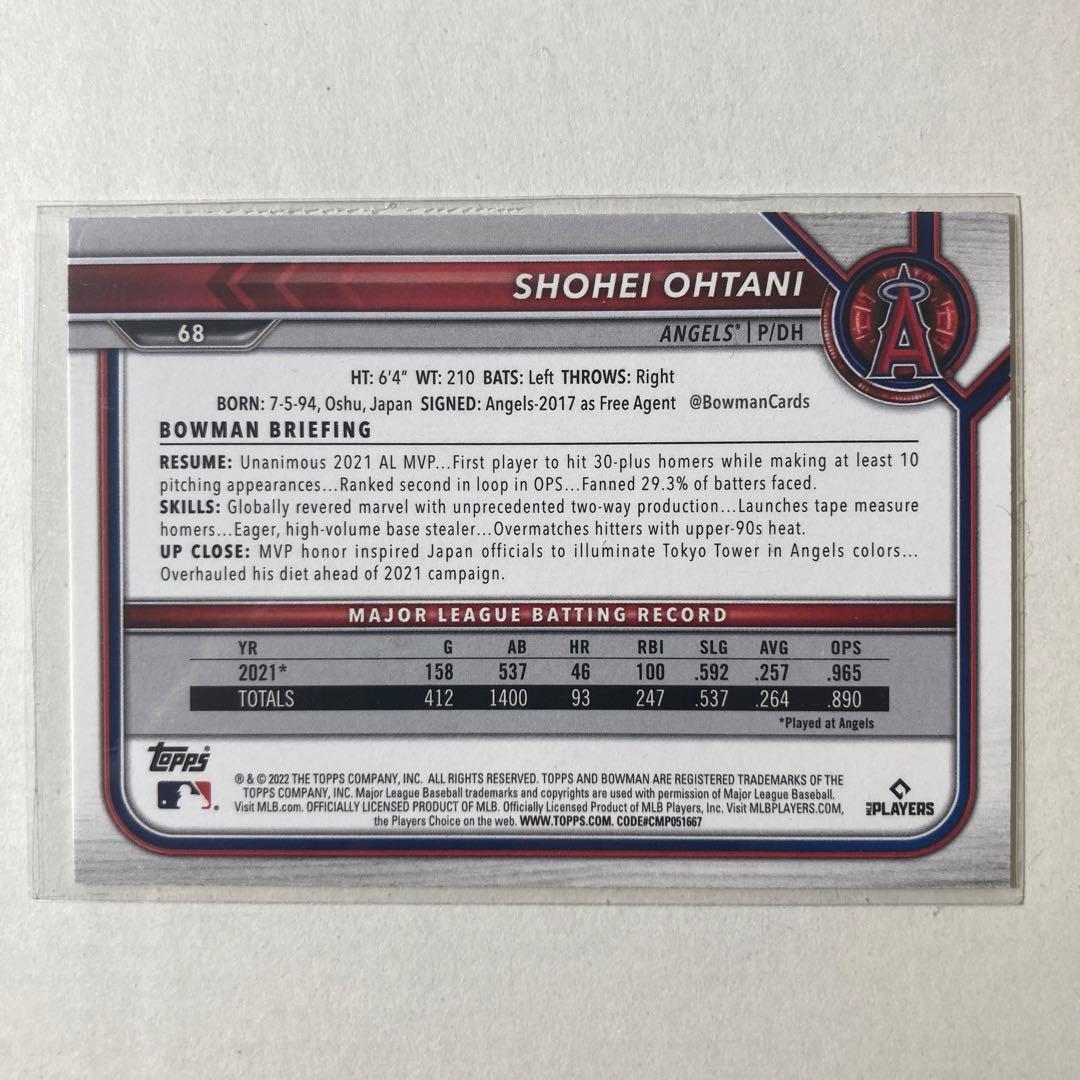 SHOHEI OHTANI
68
ANGELS® | P/DH
A
HT: 6'4" WT: 210 BATS: Left THROWS: Right
BORN: 7-5-94, Oshu, Japan SIGNED: Angels-2017 as Free Agent @BowmanCards
BOWMAN BRIEFING
RESUME: Unanimous 2021 AL MVP...First player to hit 30-plus homers while making at least 10
pitching appearances...Ranked second in loop in OPS...Fanned 29.3% of batters faced.
SKILLS: Globally revered marvel with unprecedented two-way production...Launches tape measure
homers...Eager, high-volume base stealer...Overmatches hitters with upper-90s heat.
UP CLOSE: MVP honor inspired Japan officials to illuminate Tokyo Tower in Angels colors...
Overhauled his diet ahead of 2021 campaign.
MAJOR LEAGUE BATTING RECORD
YR G AB HR RBI SLG AVG OPS
2021* 158 537 46 100 .592 .257 .965
TOTALS 412 1400 93 247 .537 .264 .890
*Played at Angels
topps®
® & © 2022 THE TOPPS COMPANY, INC. ALL RIGHTS RESERVED. TOPPS AND BOWMAN ARE REGISTERED TRADEMARKS OF THE
TOPPS COMPANY, INC. Major League Baseball trademarks and copyrights are used with permission of Major League Baseball.
Visit MLB.com. OFFICIALLY LICENSED PRODUCT OF MLB. Officially Licensed Product of MLB Players, Inc. Visit MLBPLAYERS.COM,
the Players Choice on the web. WWW.TOPPS.COM. CODE#CMP051667
MLB PLAYERS